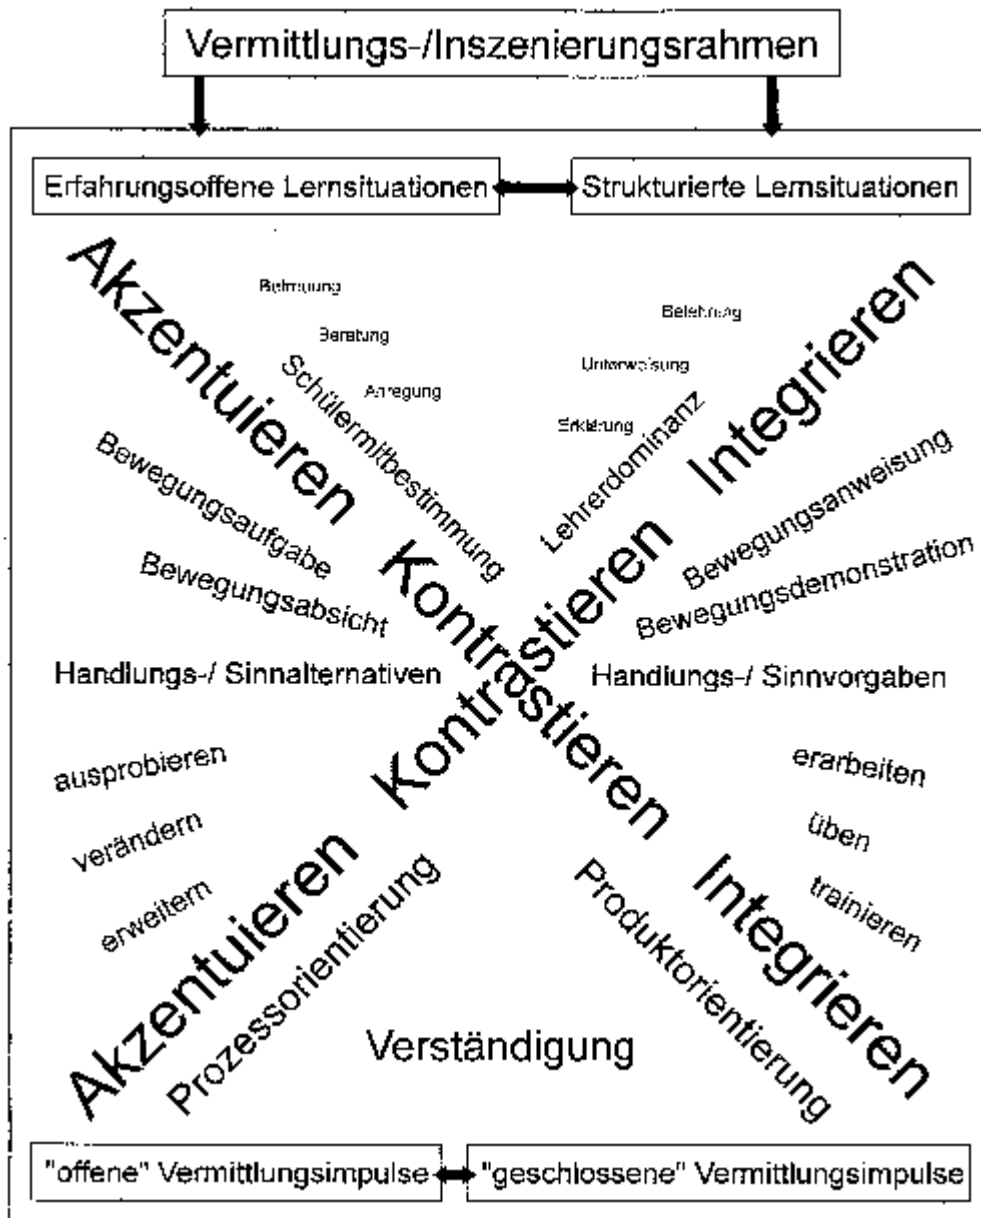 Vermittlungs-/Inszenierungsrahmen
Erfahrungsoffene Lernsituationen
Strukturierte Lernsituationen
Akzentuieren
Kontrastieren
Integrieren
Betreuung
Beratung
Anregung
Schülermitbestimmung
Belehrung
Unterweisung
Erklärung
Lehrerdominanz
Integrieren
Kontrastieren
Akzentuieren
Bewegungsaufgabe
Bewegungsabsicht
Bewegungsanweisung
Bewegungsdemonstration
Handlungs-/ Sinnalternativen
Handlungs-/ Sinnvorgaben
ausprobieren
verändern
erweitern
erarbeiten
üben
trainieren
Prozessorientierung
Produktorientierung
Verständigung
"offene" Vermittlungsimpulse
"geschlossene" Vermittlungsimpulse